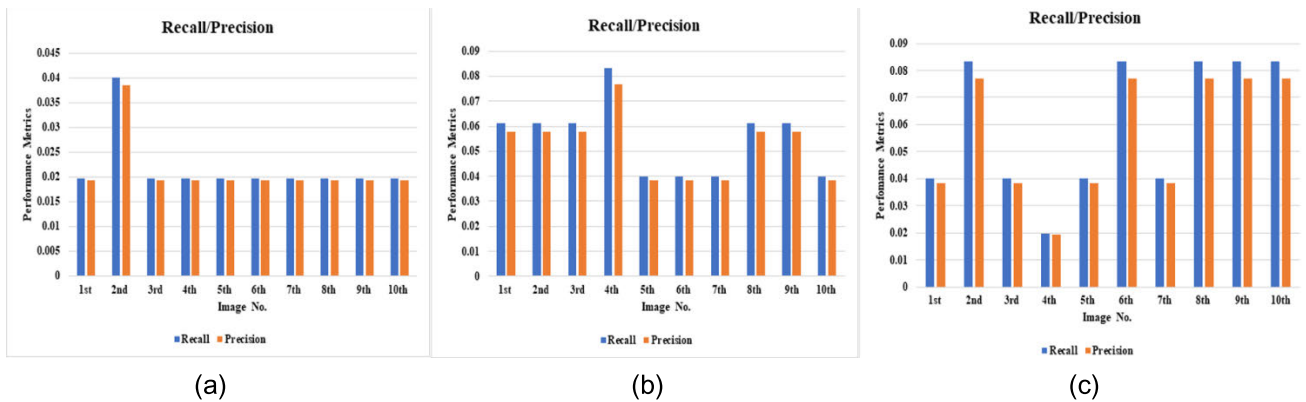 Recall/Precision
Performance Metrics
0.045
0.04
0.035
0.03
0.025
0.02
0.015
0.01
0.005
0
1st 2nd 3rd 4th 5th 6th 7th 8th 9th 10th
Image No.
Recall Precision
(a)
Recall/Precision
Performance Metrics
0.09
0.08
0.07
0.06
0.05
0.04
0.03
0.02
0.01
0
1st 2nd 3rd 4th 5th 6th 7th 8th 9th 10th
Image No.
Recall Precision
(b)
Recall/Precision
Perfomance Metrics
0.09
0.08
0.07
0.06
0.05
0.04
0.03
0.02
0.01
0
1st 2nd 3rd 4th 5th 6th 7th 8th 9th 10th
Image No.
Recall Precision
(c)